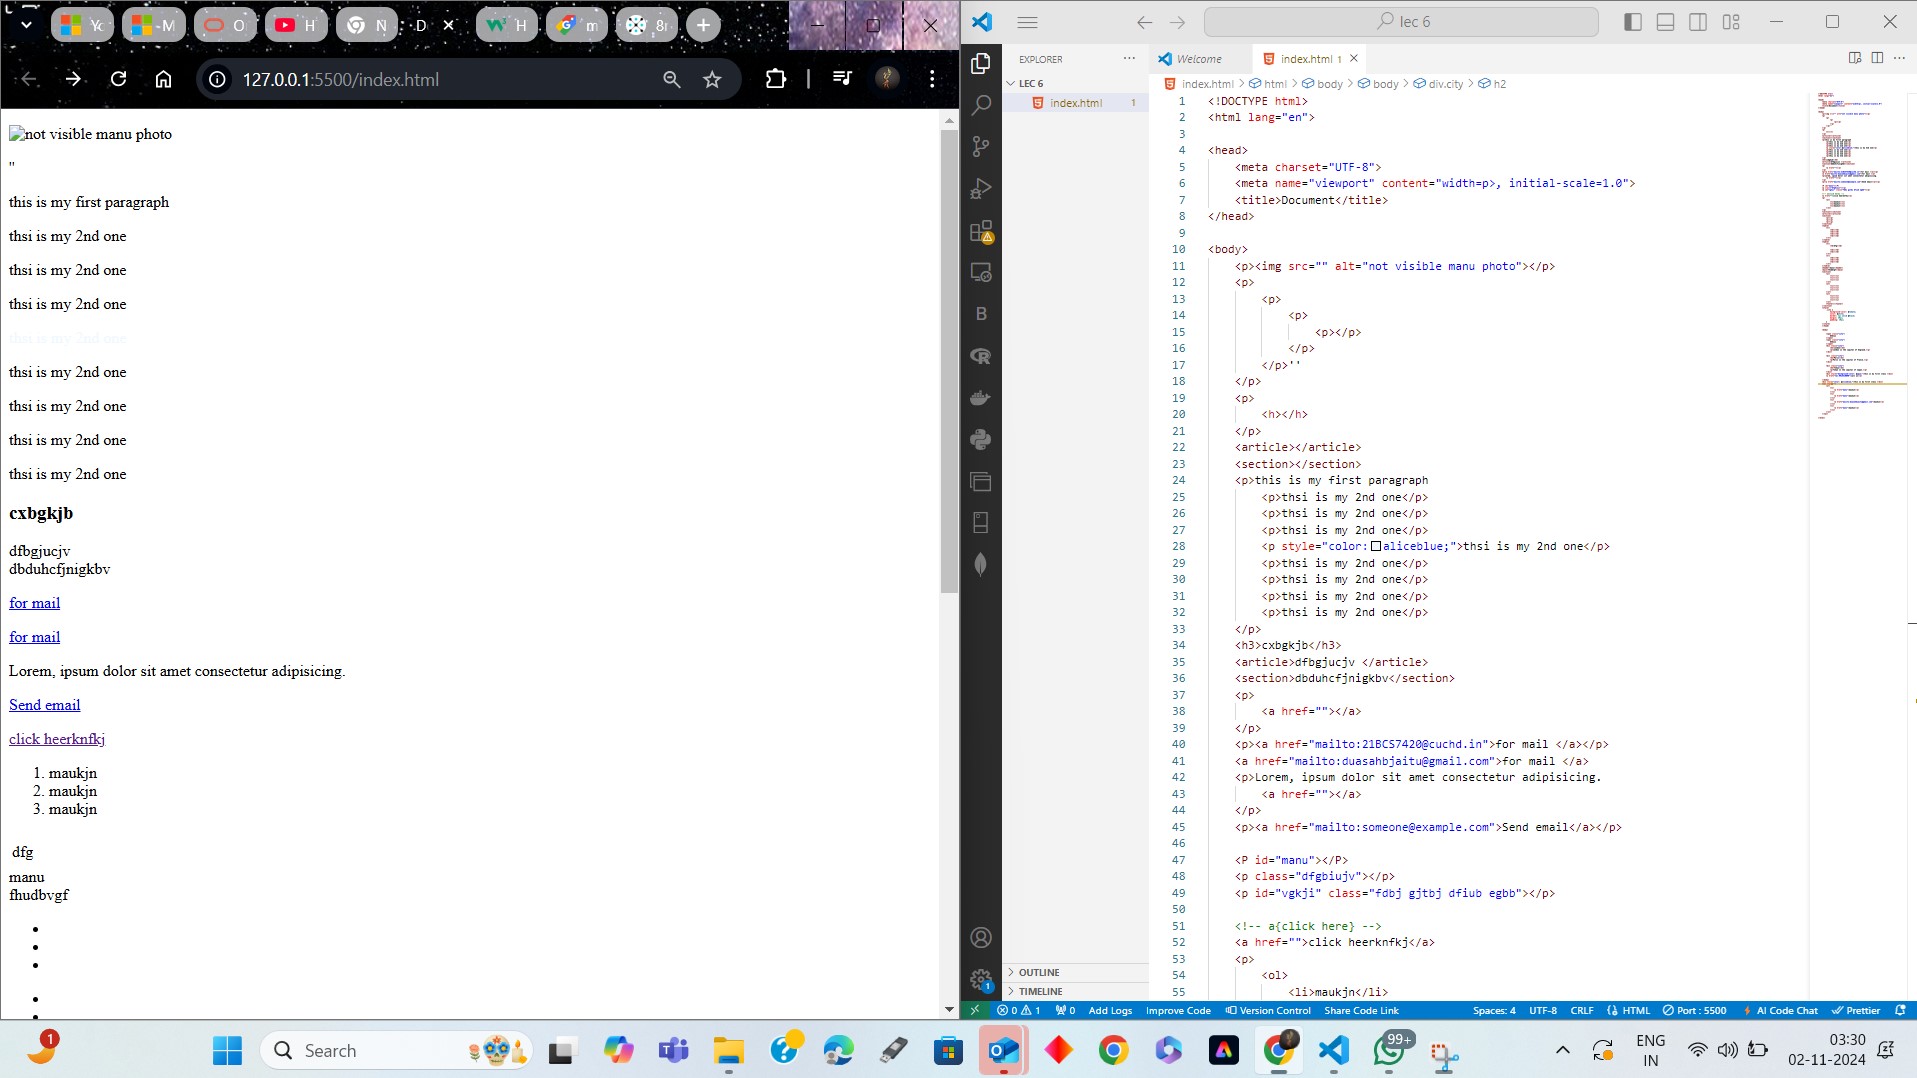 Yc
M
O
H
N
D
H
m
8r
127.0.0.1:5500/index.html
not visible manu photo
''
this is my first paragraph
thsi is my 2nd one
thsi is my 2nd one
thsi is my 2nd one
thsi is my 2nd one
thsi is my 2nd one
thsi is my 2nd one
thsi is my 2nd one
thsi is my 2nd one
cxbgkjb
dfbgjucjv
dbduhcfjnigkbv
for mail
for mail
Lorem, ipsum dolor sit amet consectetur adipisicing.
Send email
click heerknfkj
1. maukjn
2. maukjn
3. maukjn
dfg
manu
fhudbvgf
lec 6
EXPLORER
LEC 6
index.html 1
OUTLINE
TIMELINE
Welcome
index.html 1
index.html > html > body > body > div.city > h2
1 <!DOCTYPE html>
2 <html lang="en">
3
4 <head>
5 <meta charset="UTF-8">
6 <meta name="viewport" content="width=p>, initial-scale=1.0">
7 <title>Document</title>
8 </head>
9
10 <body>
11 <p><img src="" alt="not visible manu photo"></p>
12 <p>
13 <p>
14 <p>
15 <p></p>
16 </p>
17 </p>''
18 </p>
19 <p>
20 <h></h>
21 </p>
22 <article></article>
23 <section></section>
24 <p>this is my first paragraph
25 <p>thsi is my 2nd one</p>
26 <p>thsi is my 2nd one</p>
27 <p>thsi is my 2nd one</p>
28 <p style="color: aliceblue;">thsi is my 2nd one</p>
29 <p>thsi is my 2nd one</p>
30 <p>thsi is my 2nd one</p>
31 <p>thsi is my 2nd one</p>
32 <p>thsi is my 2nd one</p>
33 </p>
34 <h3>cxbgkjb</h3>
35 <article>dfbgjucjv </article>
36 <section>dbduhcfjnigkbv</section>
37 <p>
38 <a href=""></a>
39 </p>
40 <p><a href="mailto:21BCS7420@cuchd.in">for mail </a></p>
41 <a href="mailto:duasahbjaitu@gmail.com">for mail </a>
42 <p>Lorem, ipsum dolor sit amet consectetur adipisicing.
43 <a href=""></a>
44 </p>
45 <p><a href="mailto:someone@example.com">Send email</a></p>
46
47 <P id="manu"></P>
48 <p class="dfgbiujv"></p>
49 <p id="vgkji" class="fdbj gjtbj dfiub egbb"></p>
50
51 <!-- a{click here} -->
52 <a href="">click heerknfkj</a>
53 <p>
54 <ol>
55 <li>maukjn</li>
0 1 0 Add Logs Improve Code Version Control Share Code Link Spaces: 4 UTF-8 CRLF HTML Port : 5500 AI Code Chat Prettier
1
Search
99+
ENG
IN
03:30
02-11-2024